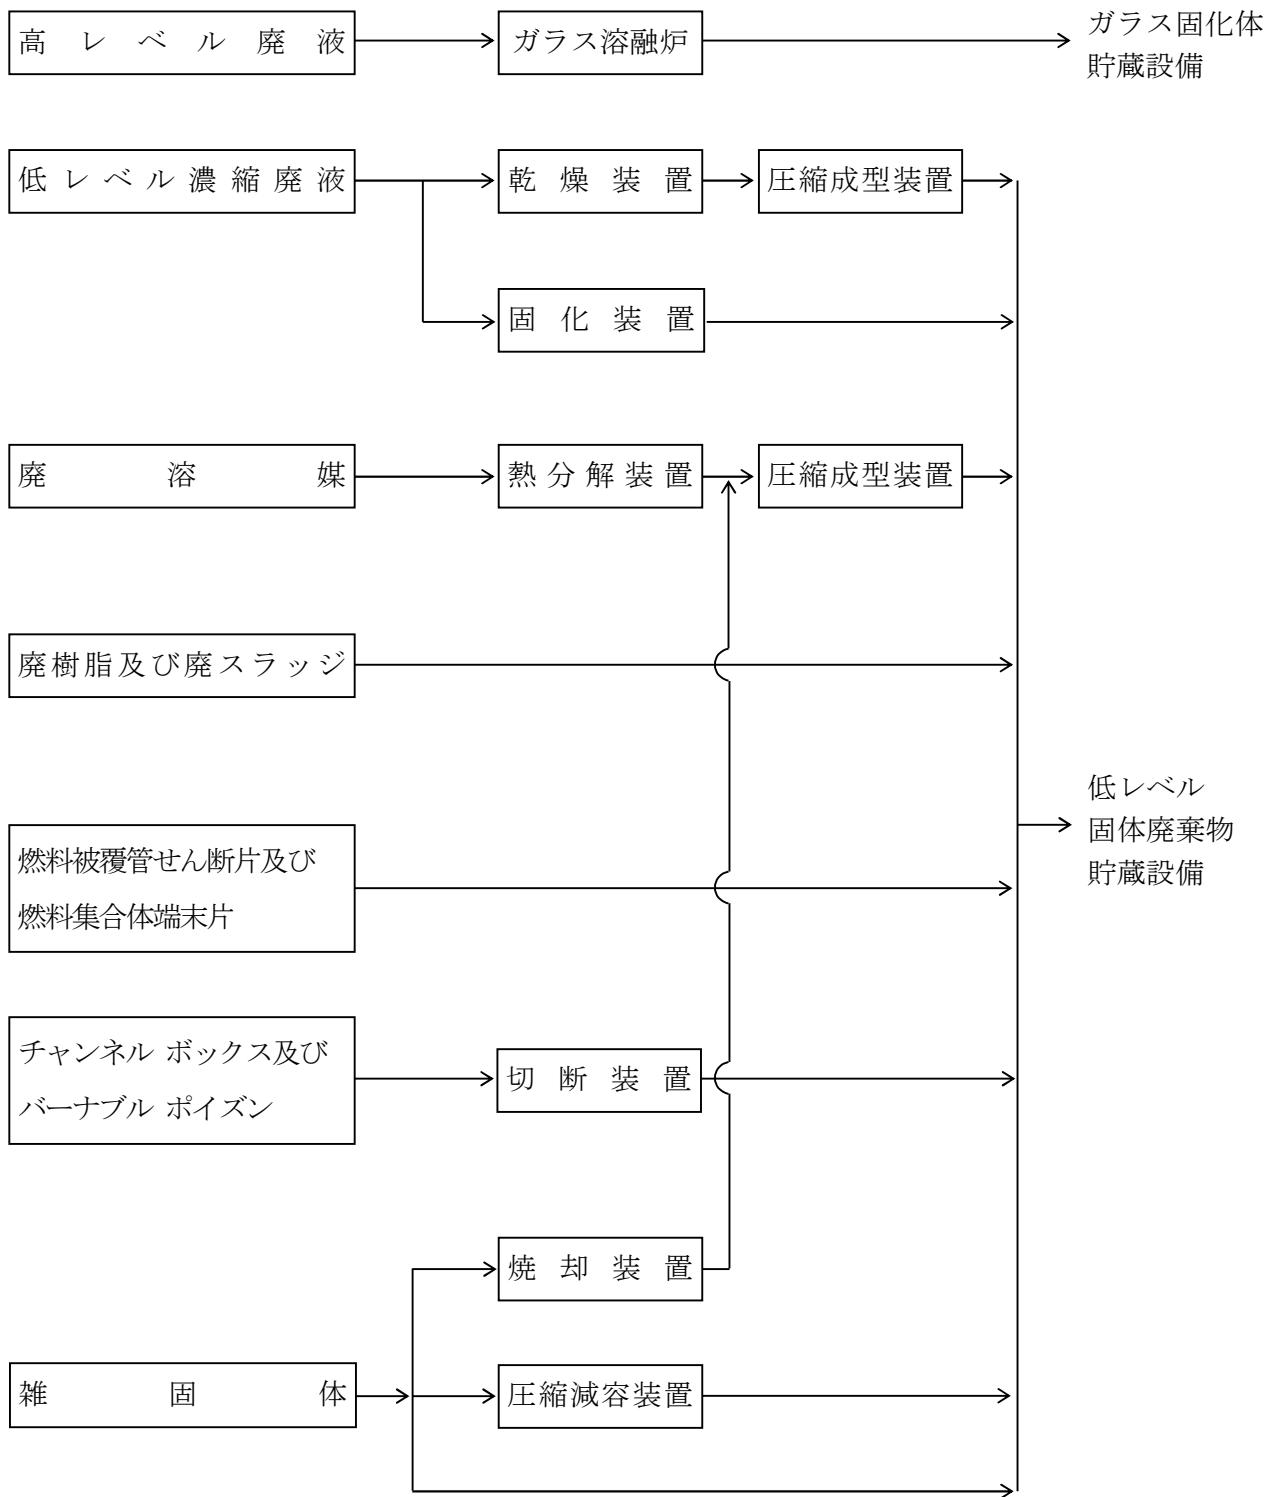 高レベル廃液
ガラス溶融炉
ガラス固化体
貯蔵設備
低レベル濃縮廃液
乾燥装置
圧縮成型装置
固化装置
廃溶媒
熱分解装置
圧縮成型装置
廃樹脂及び廃スラッジ
低レベル
固体廃棄物
貯蔵設備
燃料被覆管せん断片及び
燃料集合体端末片
チャンネル ボックス及び
バーナブル ポイズン
切断装置
焼却装置
雑固体
圧縮減容装置